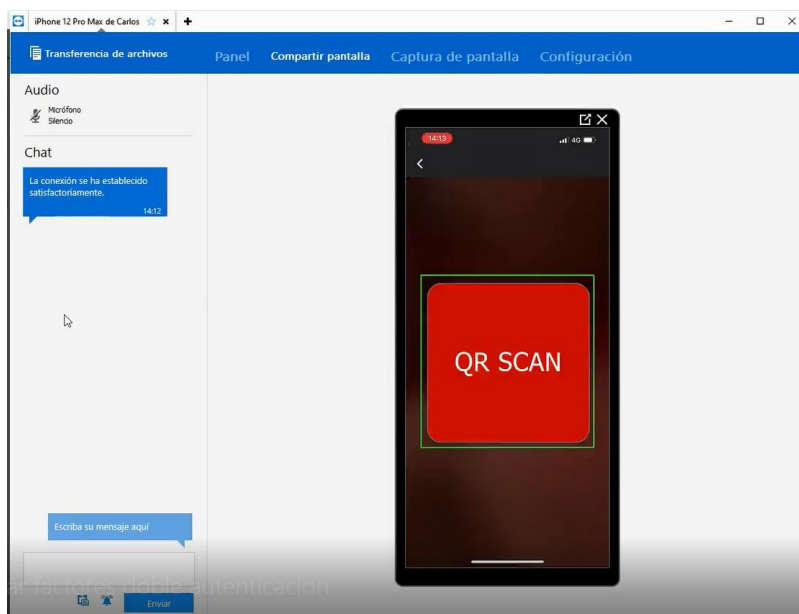 iPhone 12 Pro Max de Carlos
Transferencia de archivos
Panel
Compartir pantalla
Captura de pantalla
Configuración
Audio
Micrófono
Silencio
Chat
La conexión se ha establecido
satisfactoriamente.
14:12
14:13
4G
QR SCAN
Escriba su mensaje aquí
ar factores doble autenticación
Enviar